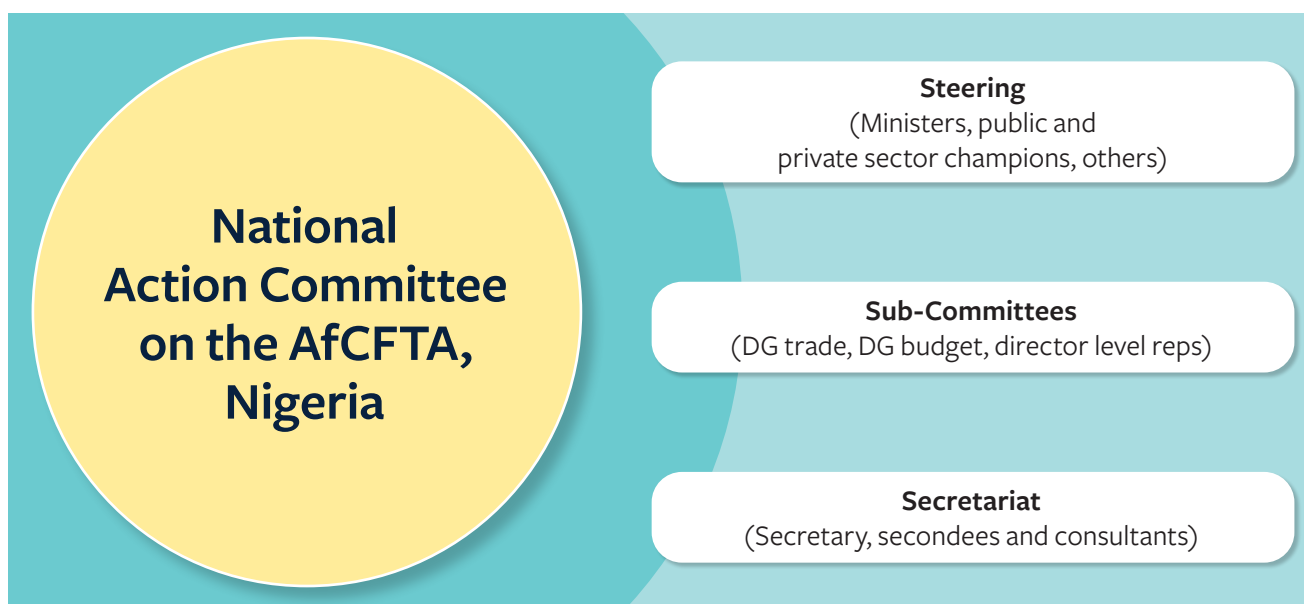 National
Action Committee
on the AfCFTA,
Nigeria
Steering
(Ministers, public and
private sector champions, others)
Sub-Committees
(DG trade, DG budget, director level reps)
Secretariat
(Secretary, secondees and consultants)